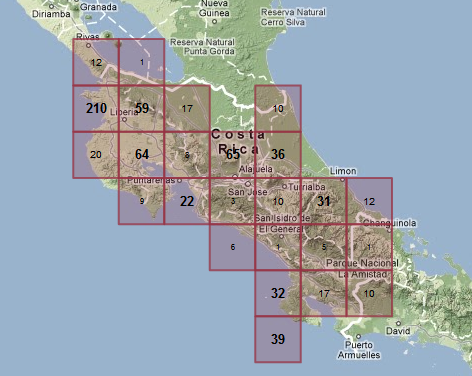 Diriamba
Granada
Nueva
Guinea
Rivas
Reserva Natural
Punta Gorda
Reserva Natural
Cerro Silva
12
1
210
59
17
10
Liberia
Costa
Rica
20
64
8
65
36
Alajuela
Limon
Puntarenas
San Jose
Turrialba
9
22
3
10
31
12
San Isidro de
El General
Changuinola
6
1
5
1
Parque Nacional
La Amistad
32
17
10
David
39
Puerto
Armuelles